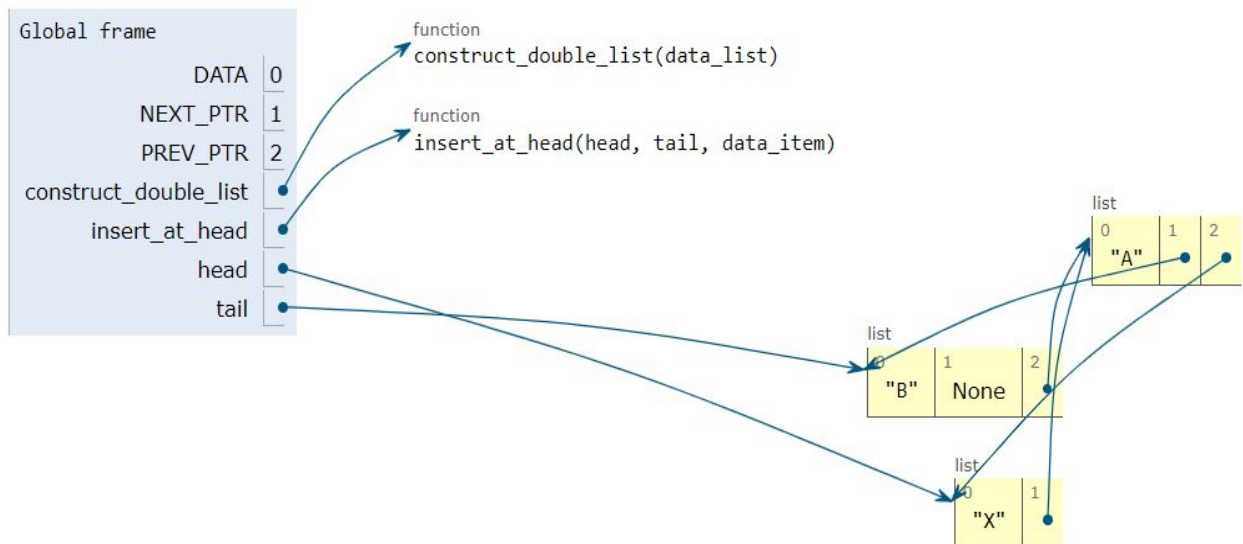 Global frame
DATA 0
NEXT_PTR 1
PREV_PTR 2
construct_double_list
insert_at_head
head
tail
function
construct_double_list(data_list)
function
insert_at_head(head, tail, data_item)
list
0 1 2
"A"
list
0 1 2
"B" None
list
0 1
"X"